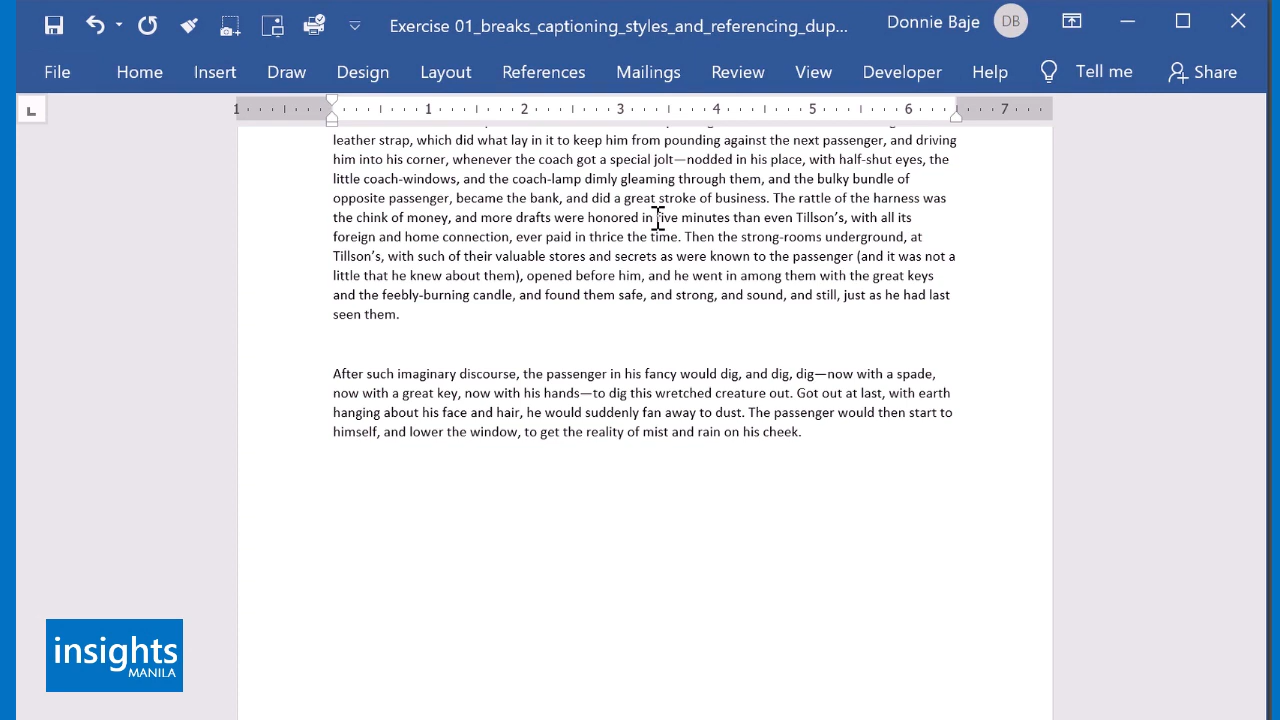 Exercise 01_breaks_captioning_styles_and_referencing_dup...
Donnie Baje
DB
File Home Insert Draw Design Layout References Mailings Review View Developer Help Tell me Share
1 1 2 3 4 5 6 7
leather strap, which did what lay in it to keep him from pounding against the next passenger, and driving
him into his corner, whenever the coach got a special jolt—nodded in his place, with half-shut eyes, the
little coach-windows, and the coach-lamp dimly gleaming through them, and the bulky bundle of
opposite passenger, became the bank, and did a great stroke of business. The rattle of the harness was
the chink of money, and more drafts were honored in five minutes than even Tillson’s, with all its
foreign and home connection, ever paid in thrice the time. Then the strong-rooms underground, at
Tillson’s, with such of their valuable stores and secrets as were known to the passenger (and it was not a
little that he knew about them), opened before him, and he went in among them with the great keys
and the feebly-burning candle, and found them safe, and strong, and sound, and still, just as he had last
seen them.
After such imaginary discourse, the passenger in his fancy would dig, and dig, dig—now with a spade,
now with a great key, now with his hands—to dig this wretched creature out. Got out at last, with earth
hanging about his face and hair, he would suddenly fan away to dust. The passenger would then start to
himself, and lower the window, to get the reality of mist and rain on his cheek.
insights
MANILA